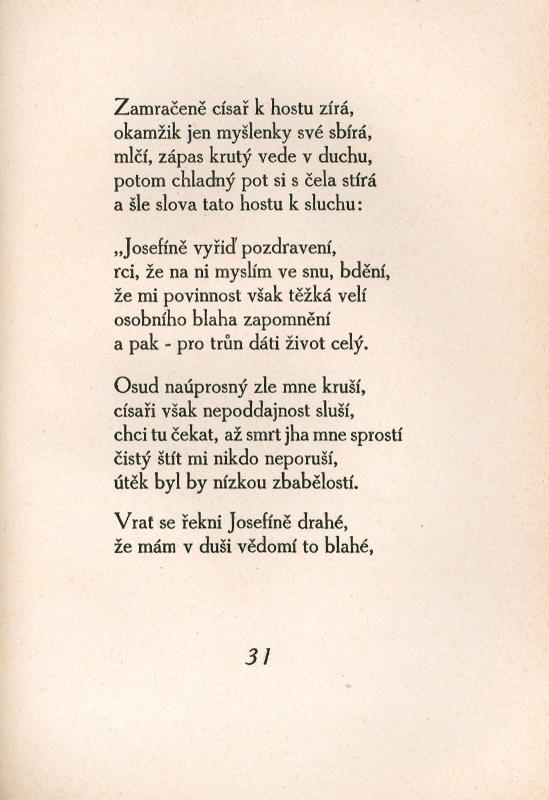 Zamračeně císař k hostu zírá,
okamžik jen myšlenky své sbírá,
mlčí, zápas krutý vede v duchu,
potom chladný pot si s čela stírá
a šle slova tato hostu k sluchu:
„Josefíně vyřiď pozdravení,
rci, že na ni myslím ve snu, bdění,
že mi povinnost však těžká velí
osobního blaha zapomnění
a pak - pro trůn dáti život celý.
Osud naúprosný zle mne kruší,
císaři však nepoddajnost sluší,
chci tu čekat, až smrt jha mne sprostí
čistý štít mi nikdo neporuší,
útěk byl by nízkou zbabělostí.
Vrat se řekni Josefíně drahé,
že mám v duši vědomí to blahé,
31